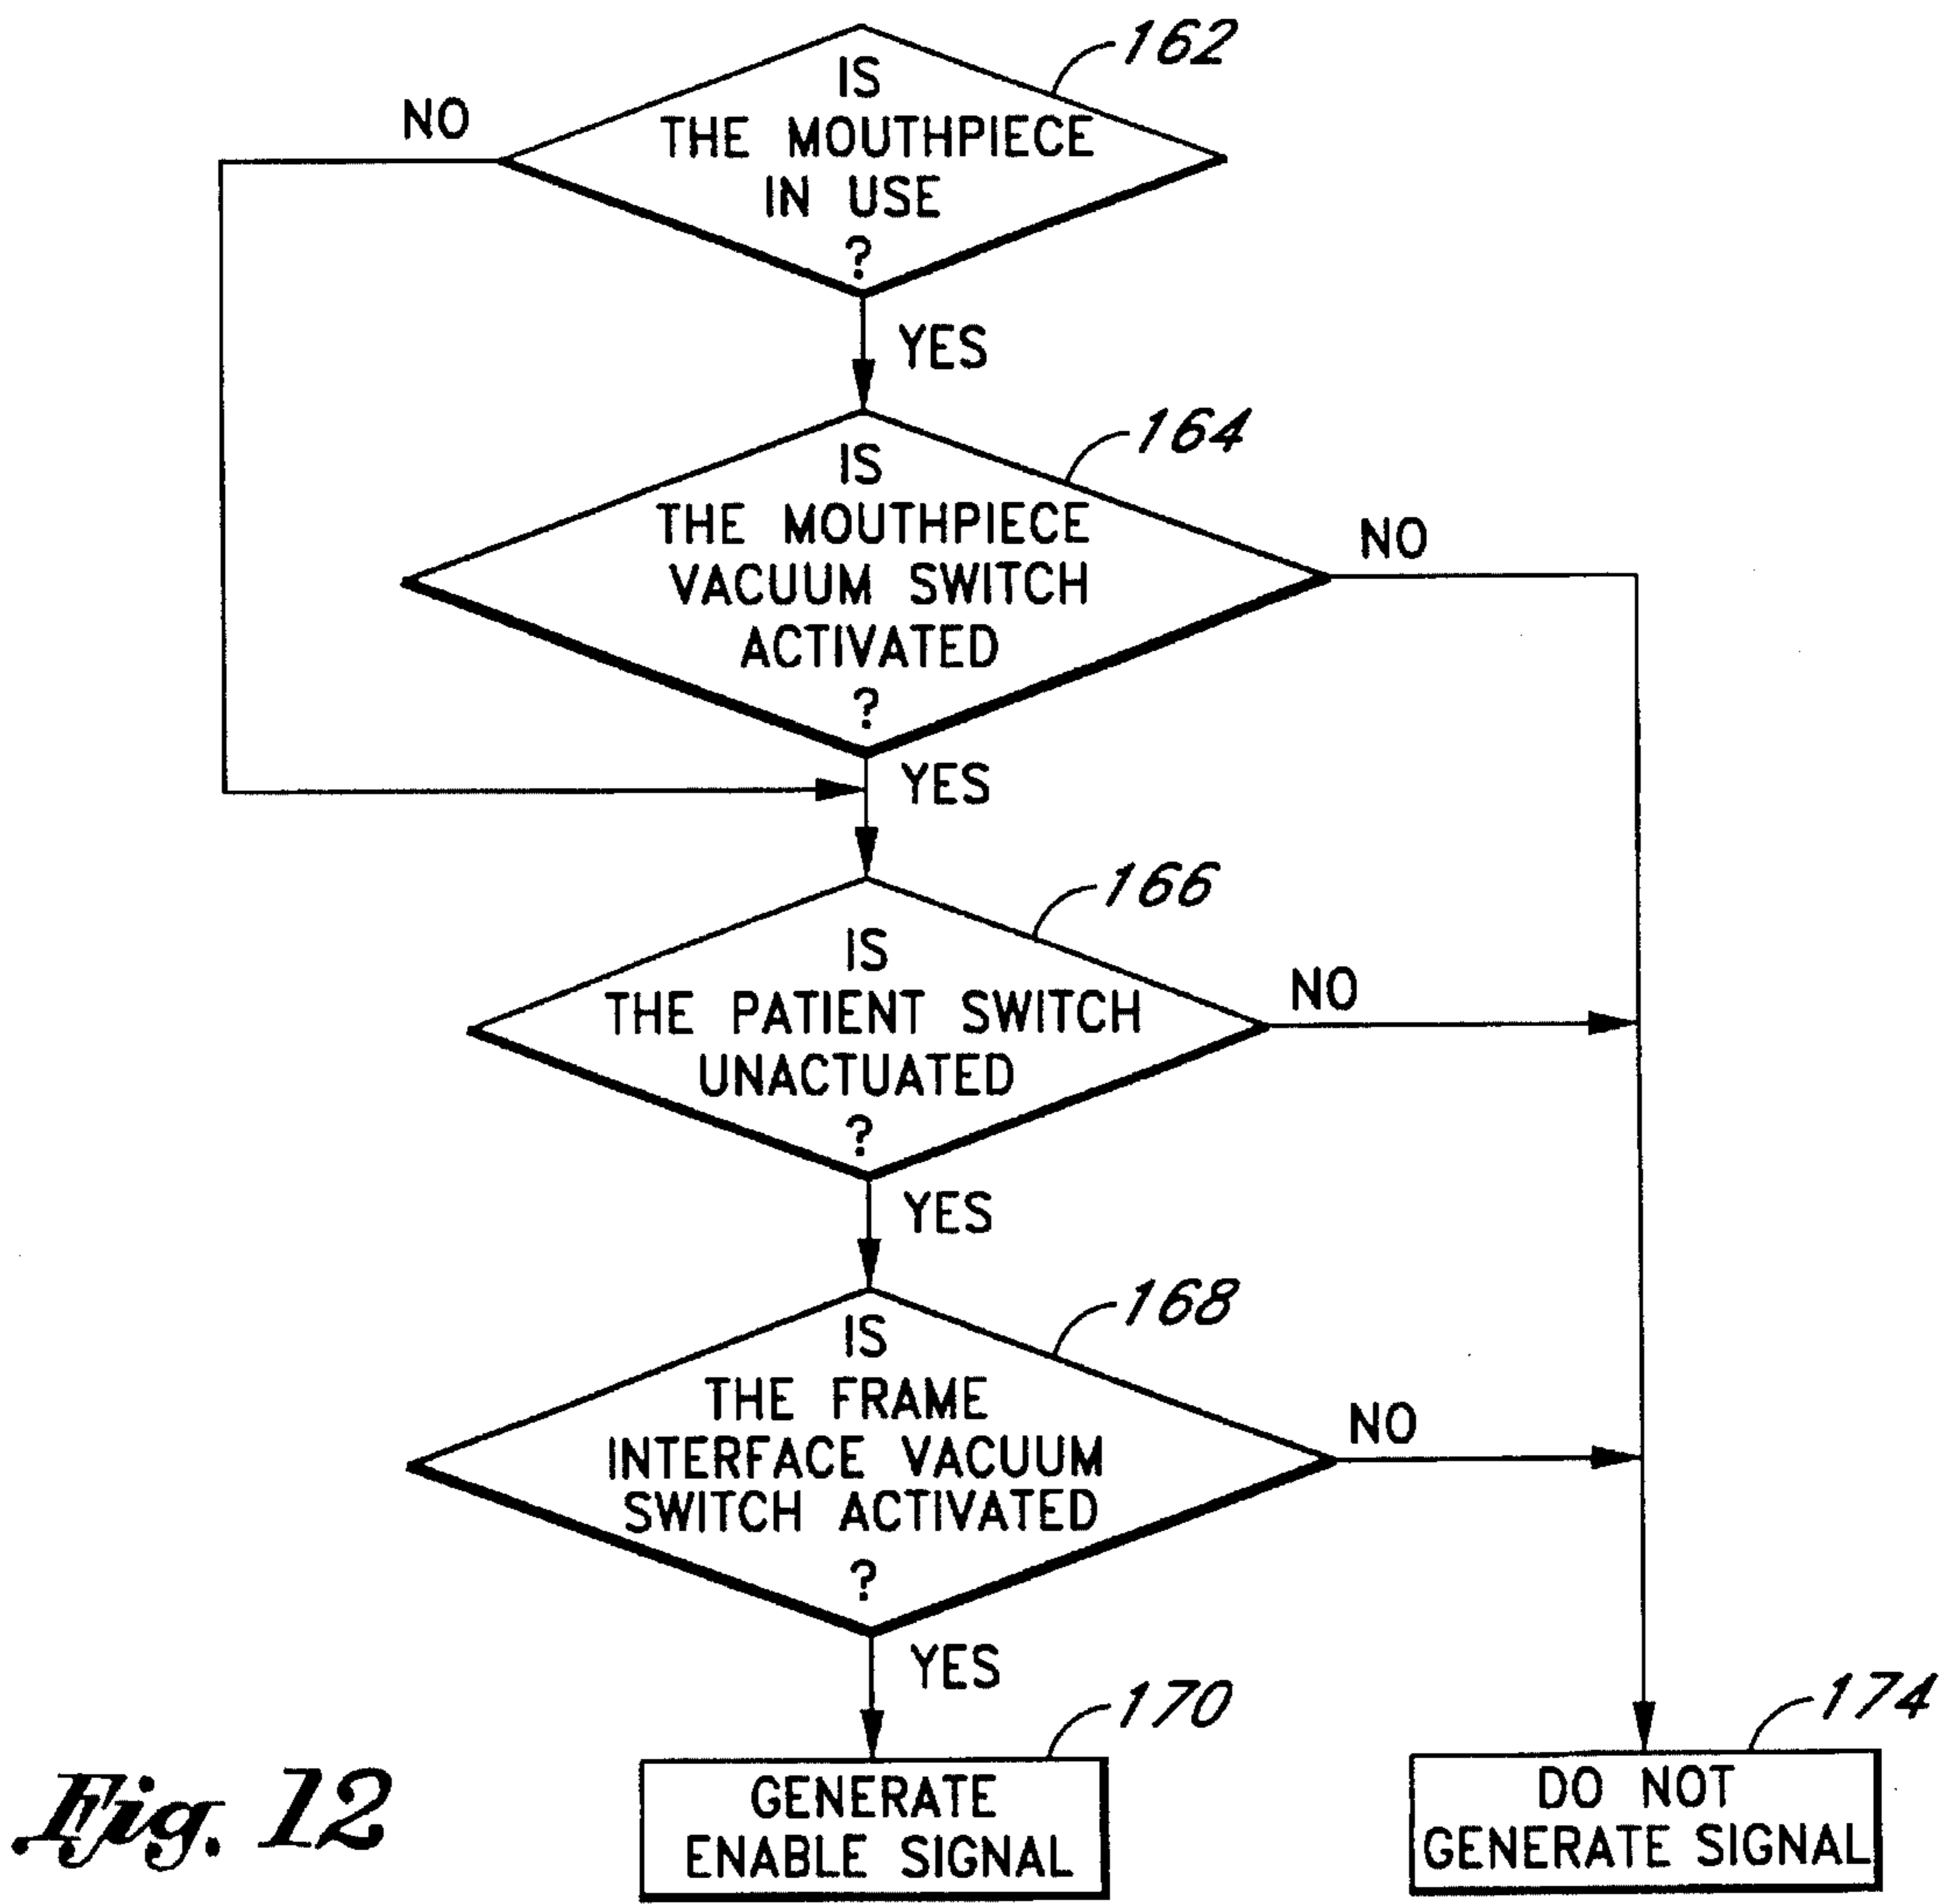 162
IS
THE MOUTHPIECE
IN USE
?
NO
YES
164
IS
THE MOUTHPIECE
VACUUM SWITCH
ACTIVATED
?
NO
YES
166
IS
THE PATIENT SWITCH
UNACTUATED
?
NO
YES
168
IS
THE FRAME
INTERFACE VACUUM
SWITCH ACTIVATED
?
NO
YES
170
GENERATE
ENABLE SIGNAL
174
DO NOT
GENERATE SIGNAL
Fig. 12